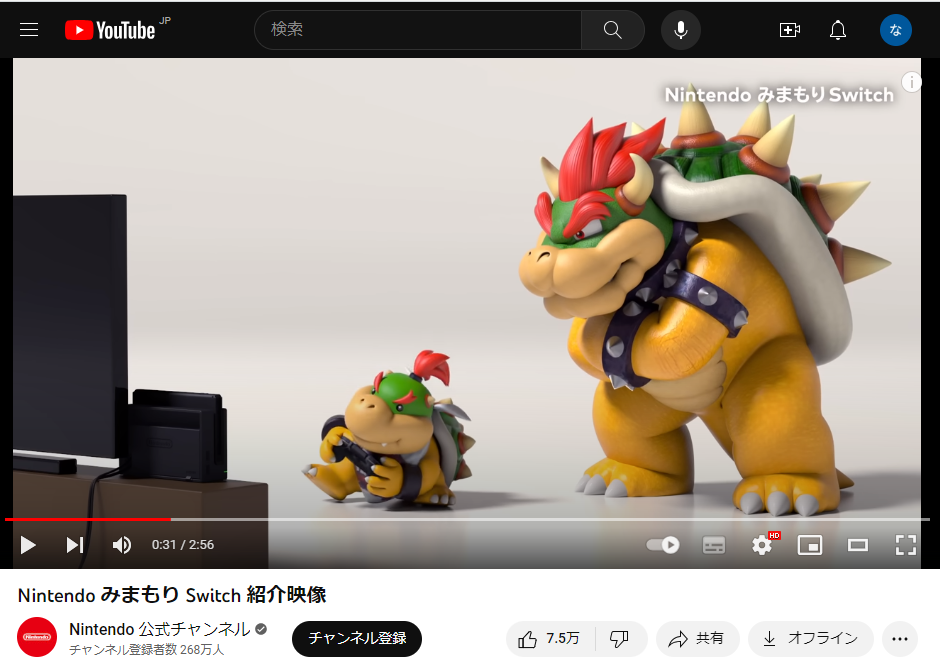 YouTube JP
検索
な
Nintendo みまもり Switch
0:31 / 2:56
HD
Nintendo みまもり Switch 紹介映像
Nintendo
Nintendo 公式チャンネル
チャンネル登録者数 268万人
チャンネル登録
7.5万
共有
オフライン